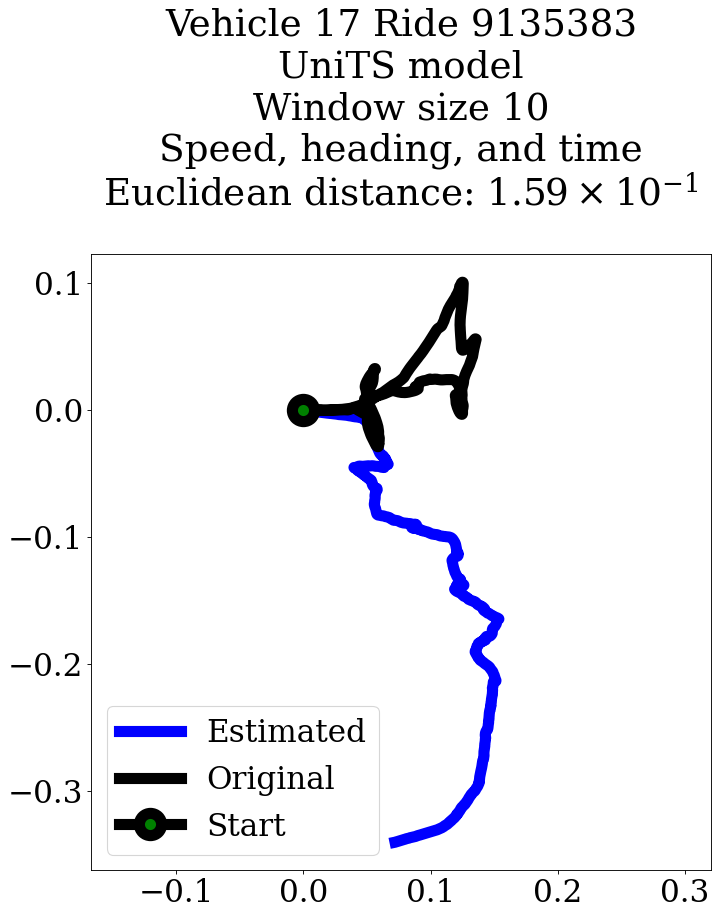 Vehicle 17 Ride 9135383
UniTS model
Window size 10
Speed, heading, and time
Euclidean distance: 1.59 × 10⁻¹
0.1
0.0
−0.1
−0.2
−0.3
Estimated
Original
Start
−0.1 0.0 0.1 0.2 0.3